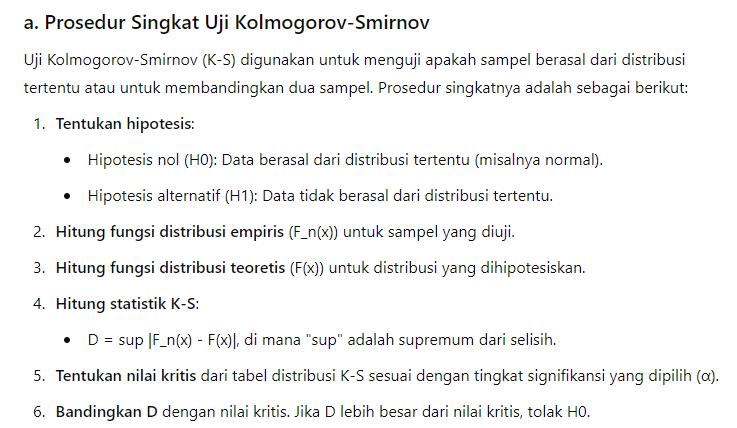 a. Prosedur Singkat Uji Kolmogorov-Smirnov
Uji Kolmogorov-Smirnov (K-S) digunakan untuk menguji apakah sampel berasal dari distribusi
tertentu atau untuk membandingkan dua sampel. Prosedur singkatnya adalah sebagai berikut:
1. Tentukan hipotesis:
• Hipotesis nol (H0): Data berasal dari distribusi tertentu (misalnya normal).
• Hipotesis alternatif (H1): Data tidak berasal dari distribusi tertentu.
2. Hitung fungsi distribusi empiris (F_n(x)) untuk sampel yang diuji.
3. Hitung fungsi distribusi teoretis (F(x)) untuk distribusi yang dihipotesiskan.
4. Hitung statistik K-S:
• D = sup |F_n(x) - F(x)|, di mana "sup" adalah supremum dari selisih.
5. Tentukan nilai kritis dari tabel distribusi K-S sesuai dengan tingkat signifikansi yang dipilih (α).
6. Bandingkan D dengan nilai kritis. Jika D lebih besar dari nilai kritis, tolak H0.